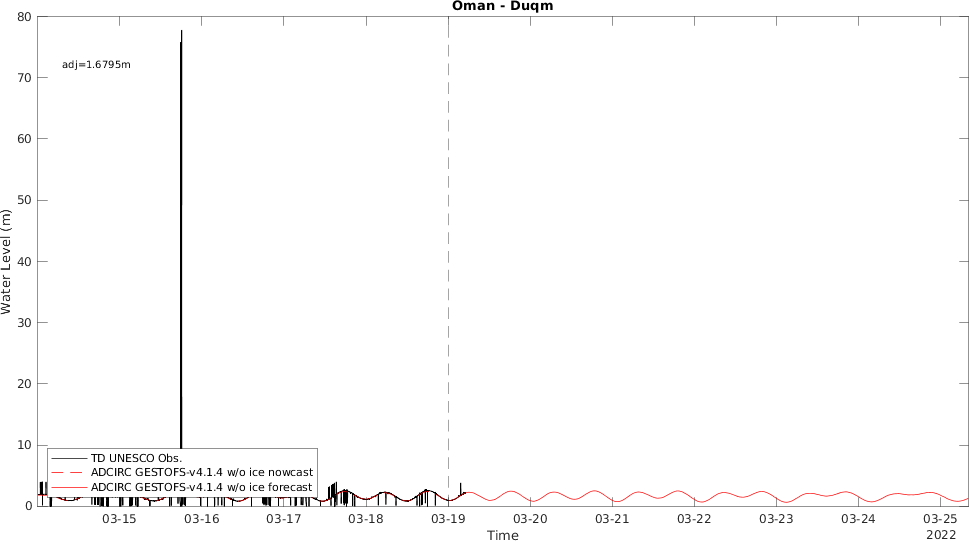 Oman - Duqm
80
70
60
50
40
30
20
10
0
Water Level (m)
adj=1.6795m
TD UNESCO Obs.
ADCIRC GESTOFS-v4.1.4 w/o ice nowcast
ADCIRC GESTOFS-v4.1.4 w/o ice forecast
03-15 03-16 03-17 03-18 03-19 03-20 03-21 03-22 03-23 03-24 03-25
2022
Time